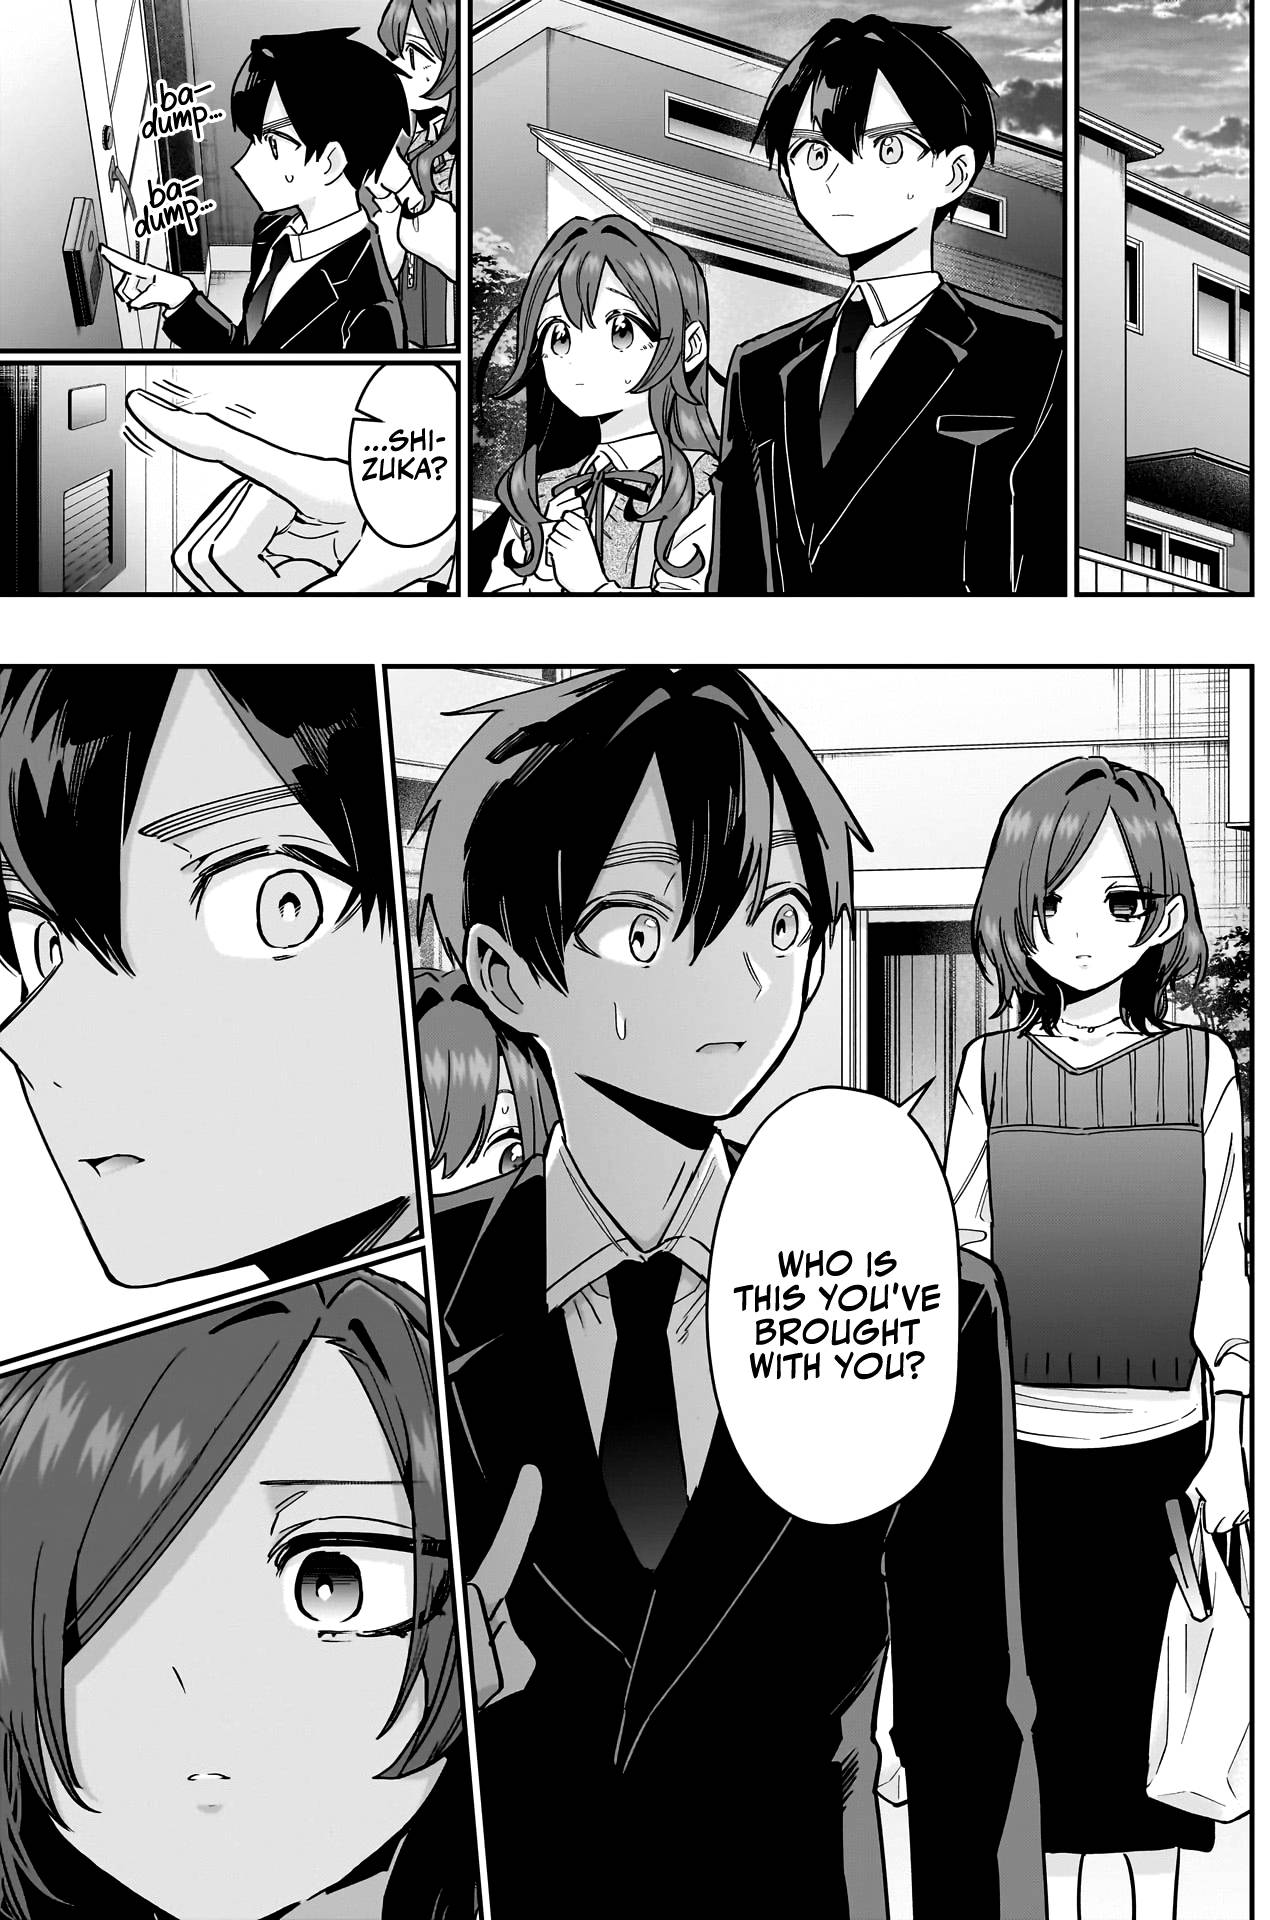 ba-
dump...
ba-
dump...
...SHI-
ZUKA?
WHO IS
THIS YOU'VE
BROUGHT
WITH YOU?